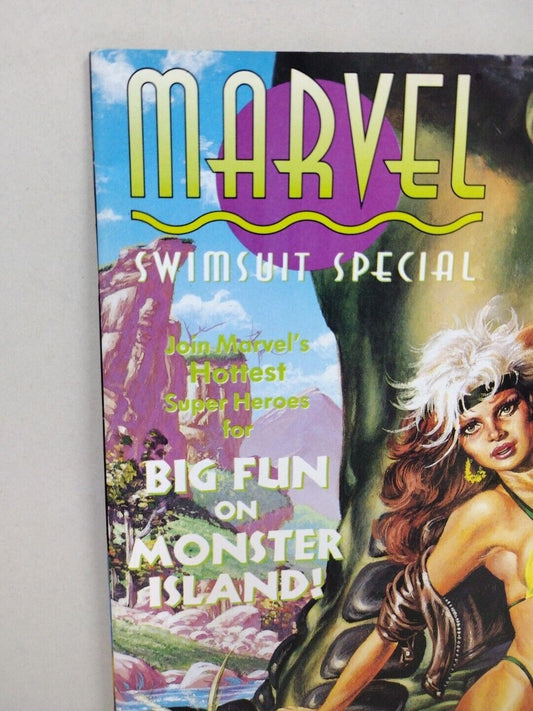 MARVEL
SWIMSUIT SPECIAL
Join Marvel's
Hottest
Super Heroes
for
BIG FUN
ON
MONSTER
ISLAND!